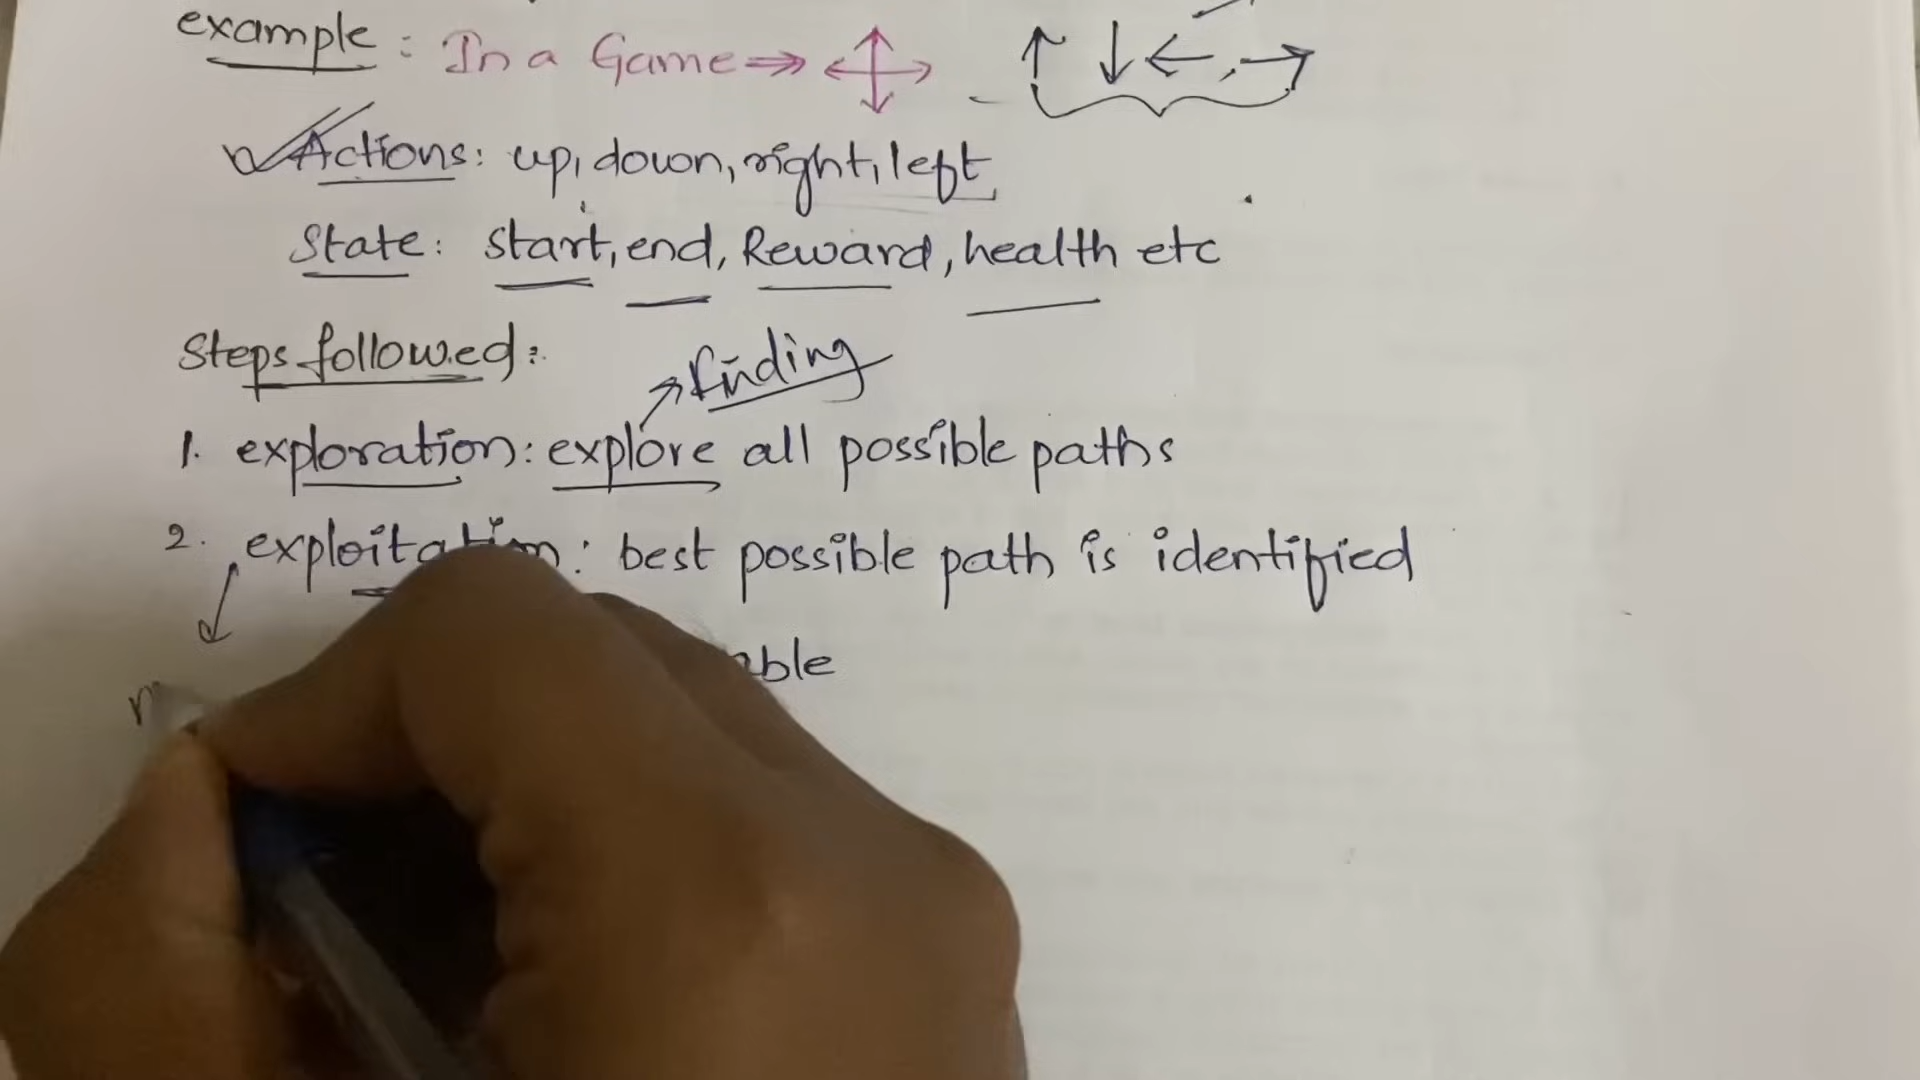 example : In a Game ⇒ ↑ ↓ ← , →
Actions: up, down, right, left
State: start, end, Reward, health etc
Steps followed:
finding
1. exploration: explore all possible paths
2. exploitation: best possible path is identified